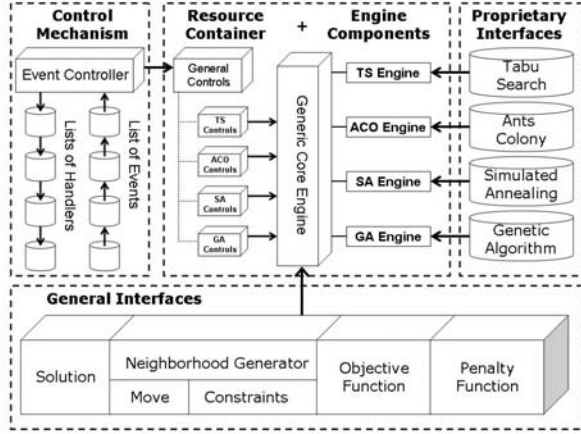 Control
Mechanism
Resource
Container
+
Engine
Components
Proprietary
Interfaces
Event Controller
Lists of Handlers
List of Events
General
Controls
TS
Controls
ACO
Controls
SA
Controls
GA
Controls
Generic Core Engine
TS Engine
ACO Engine
SA Engine
GA Engine
Tabu
Search
Ants
Colony
Simulated
Annealing
Genetic
Algorithm
General Interfaces
Solution
Neighborhood Generator
Move
Constraints
Objective
Function
Penalty
Function